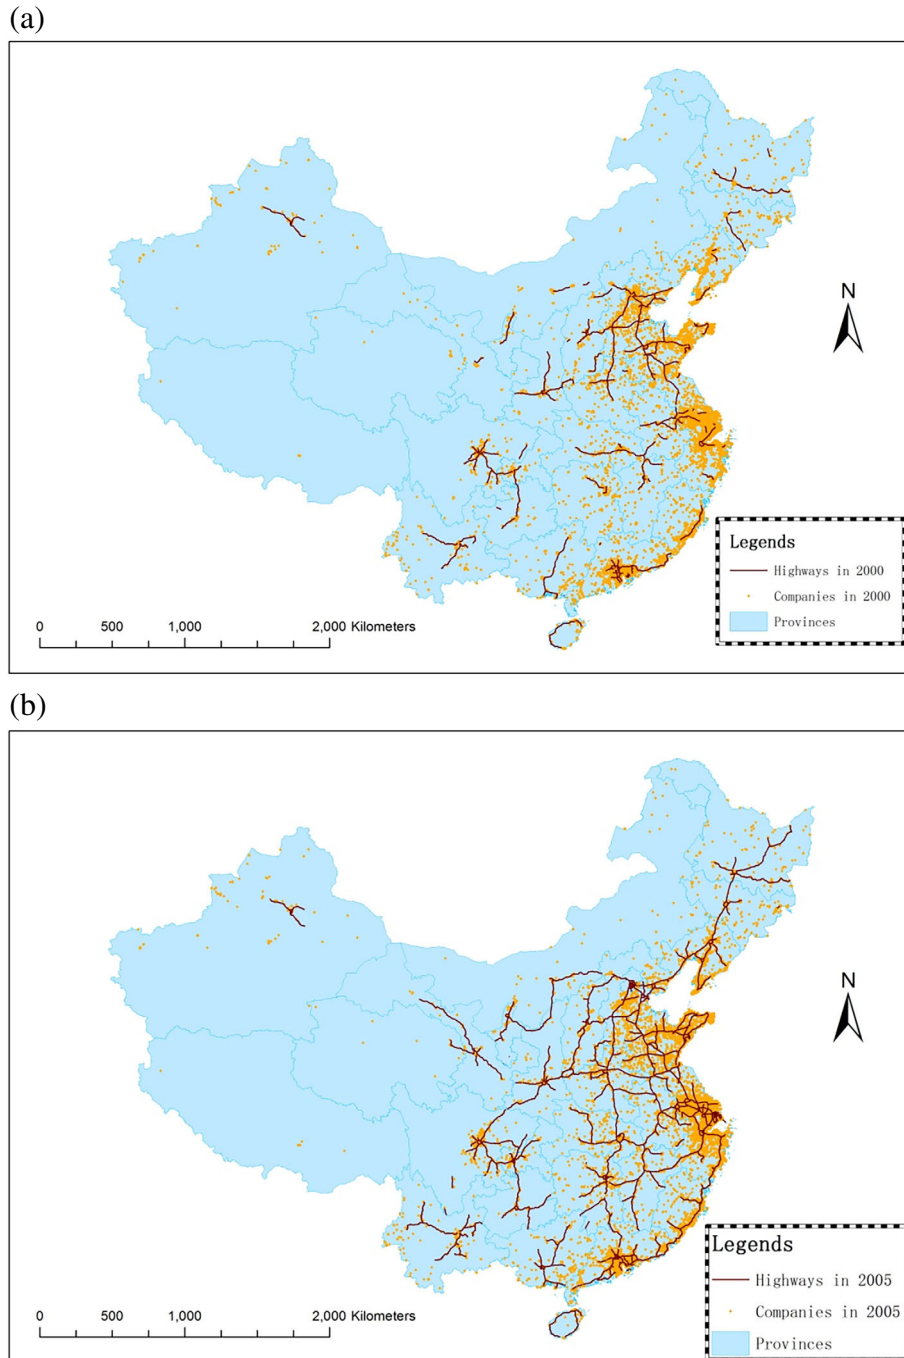 (a)
N
Legends
Highways in 2000
Companies in 2000
Provinces
0 500 1,000 2,000 Kilometers
(b)
N
Legends
Highways in 2005
Companies in 2005
Provinces
0 500 1,000 2,000 Kilometers